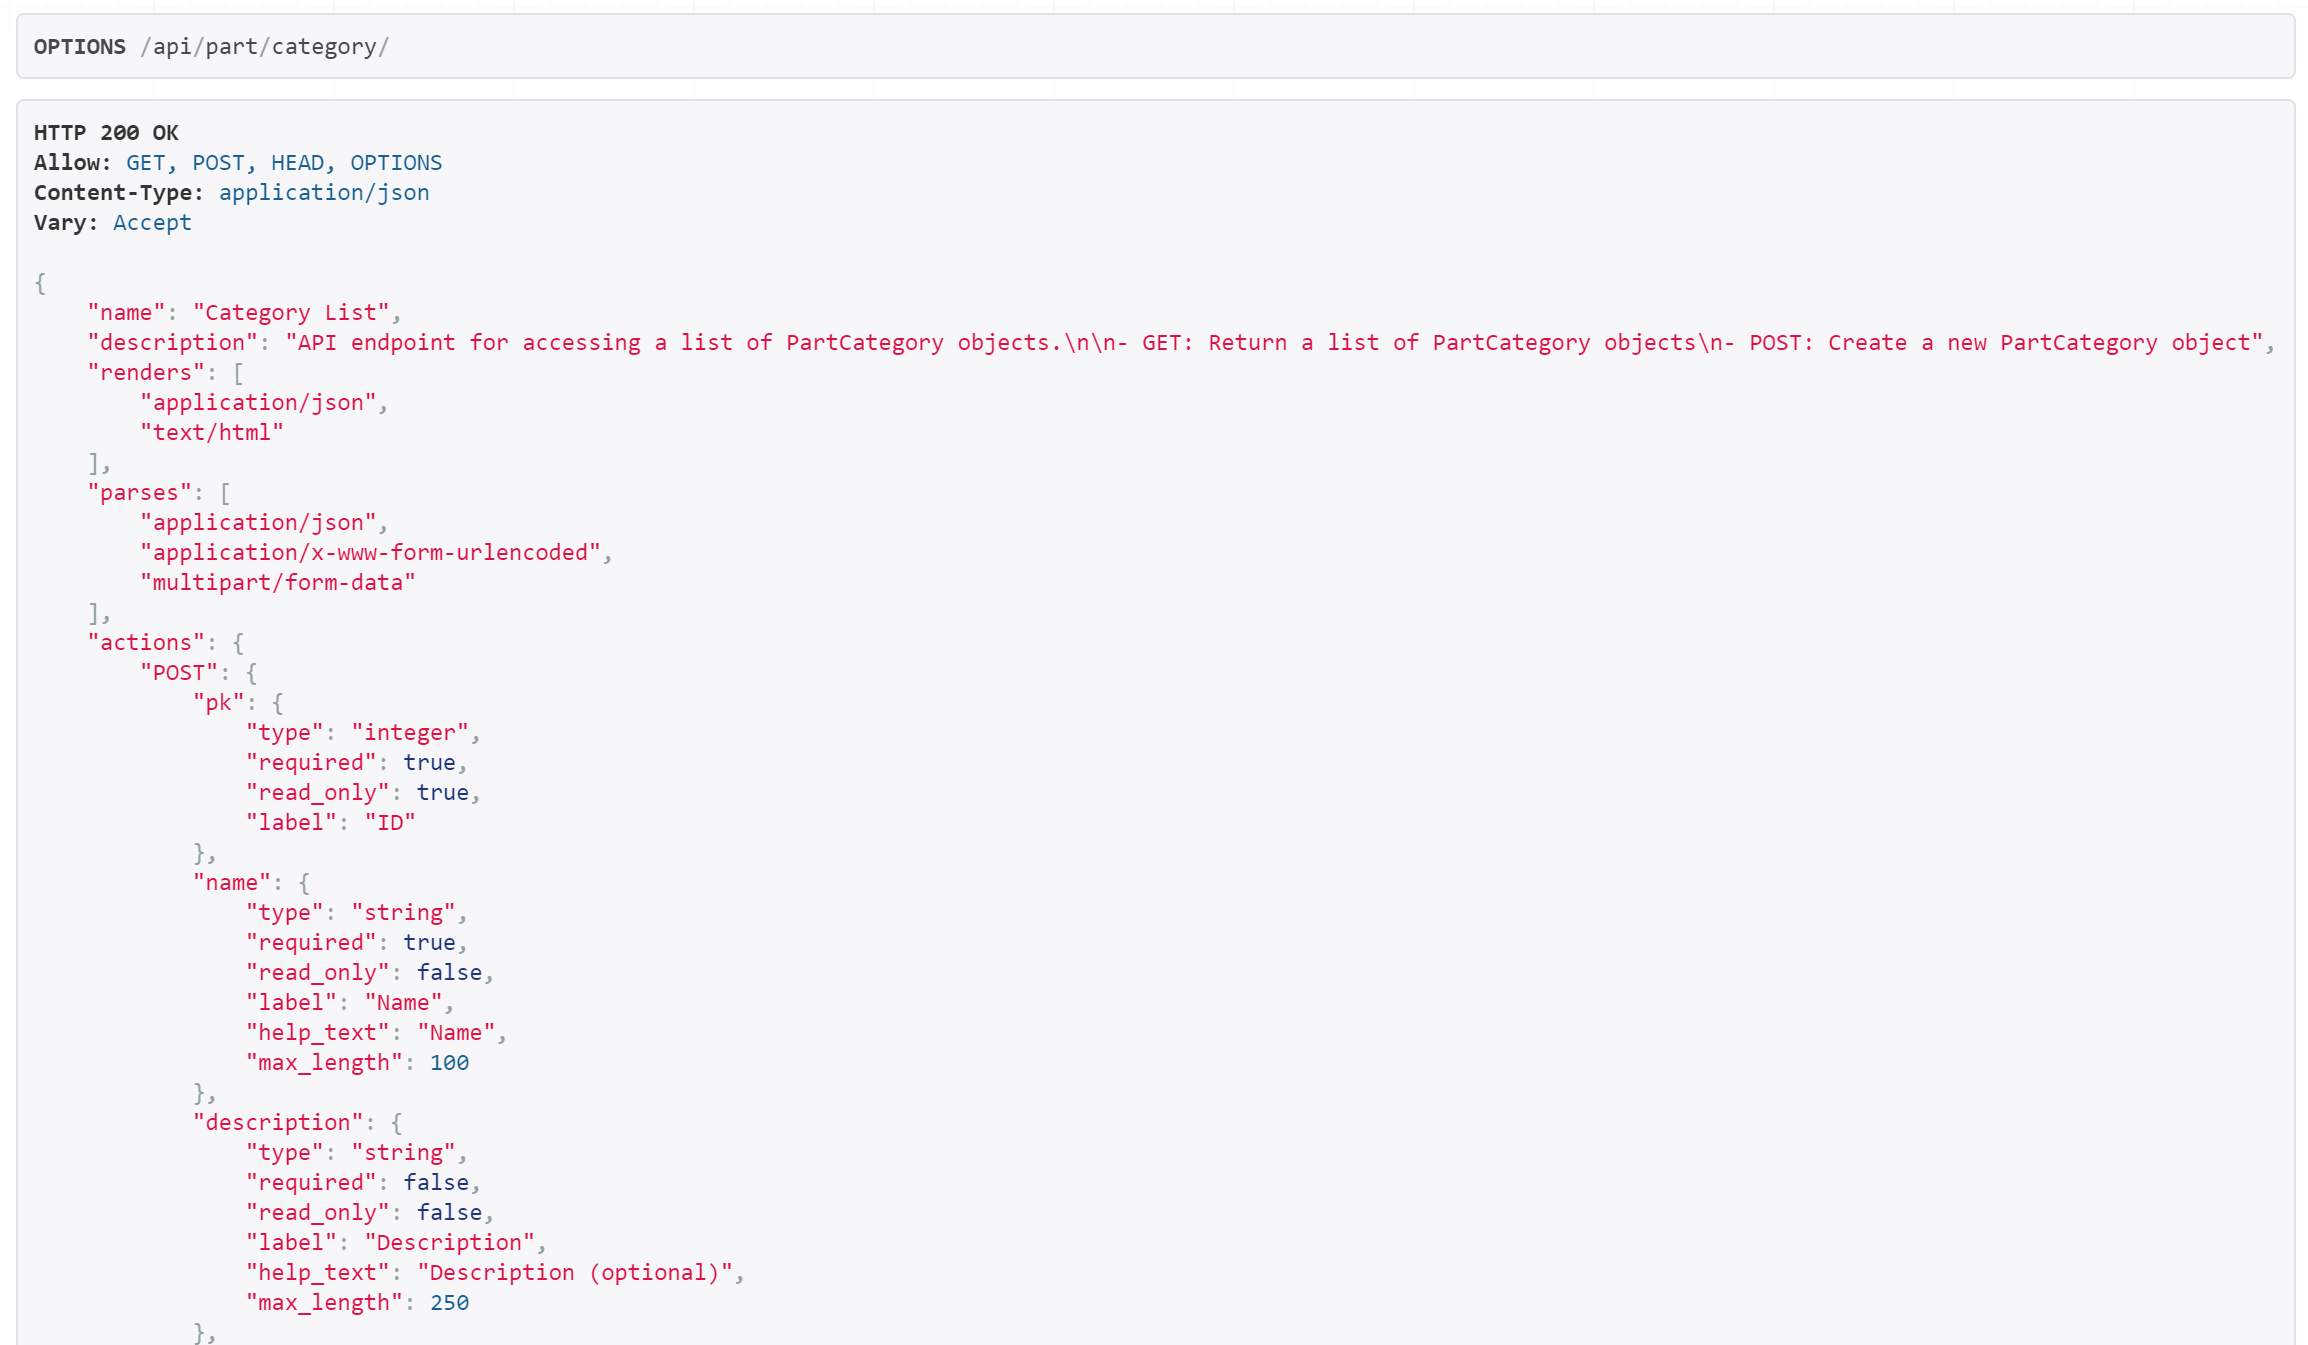 OPTIONS /api/part/category/
HTTP 200 OK
Allow: GET, POST, HEAD, OPTIONS
Content-Type: application/json
Vary: Accept

{
    "name": "Category List",
    "description": "API endpoint for accessing a list of PartCategory objects.\n\n- GET: Return a list of PartCategory objects\n- POST: Create a new PartCategory object",
    "renders": [
        "application/json",
        "text/html"
    ],
    "parses": [
        "application/json",
        "application/x-www-form-urlencoded",
        "multipart/form-data"
    ],
    "actions": {
        "POST": {
            "pk": {
                "type": "integer",
                "required": true,
                "read_only": true,
                "label": "ID"
            },
            "name": {
                "type": "string",
                "required": true,
                "read_only": false,
                "label": "Name",
                "help_text": "Name",
                "max_length": 100
            },
            "description": {
                "type": "string",
                "required": false,
                "read_only": false,
                "label": "Description",
                "help_text": "Description (optional)",
                "max_length": 250
            },